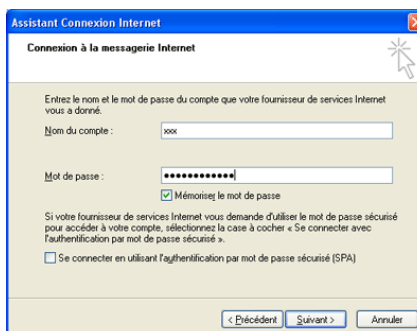 Assistant Connexion Internet
Connexion à la messagerie Internet
Entrez le nom et le mot de passe du compte que votre fournisseur de services Internet
vous a donné.
Nom du compte : xxx
Mot de passe : ●●●●●●●●●●●●
Mémoriser le mot de passe
Si votre fournisseur de services Internet vous demande d'utiliser le mot de passe sécurisé
pour accéder à votre compte, sélectionnez la case à cocher « Se connecter avec
l'authentification par mot de passe sécurisé ».
Se connecter en utilisant l'authentification par mot de passe sécurisé (SPA)
< Précédent Suivant > Annuler